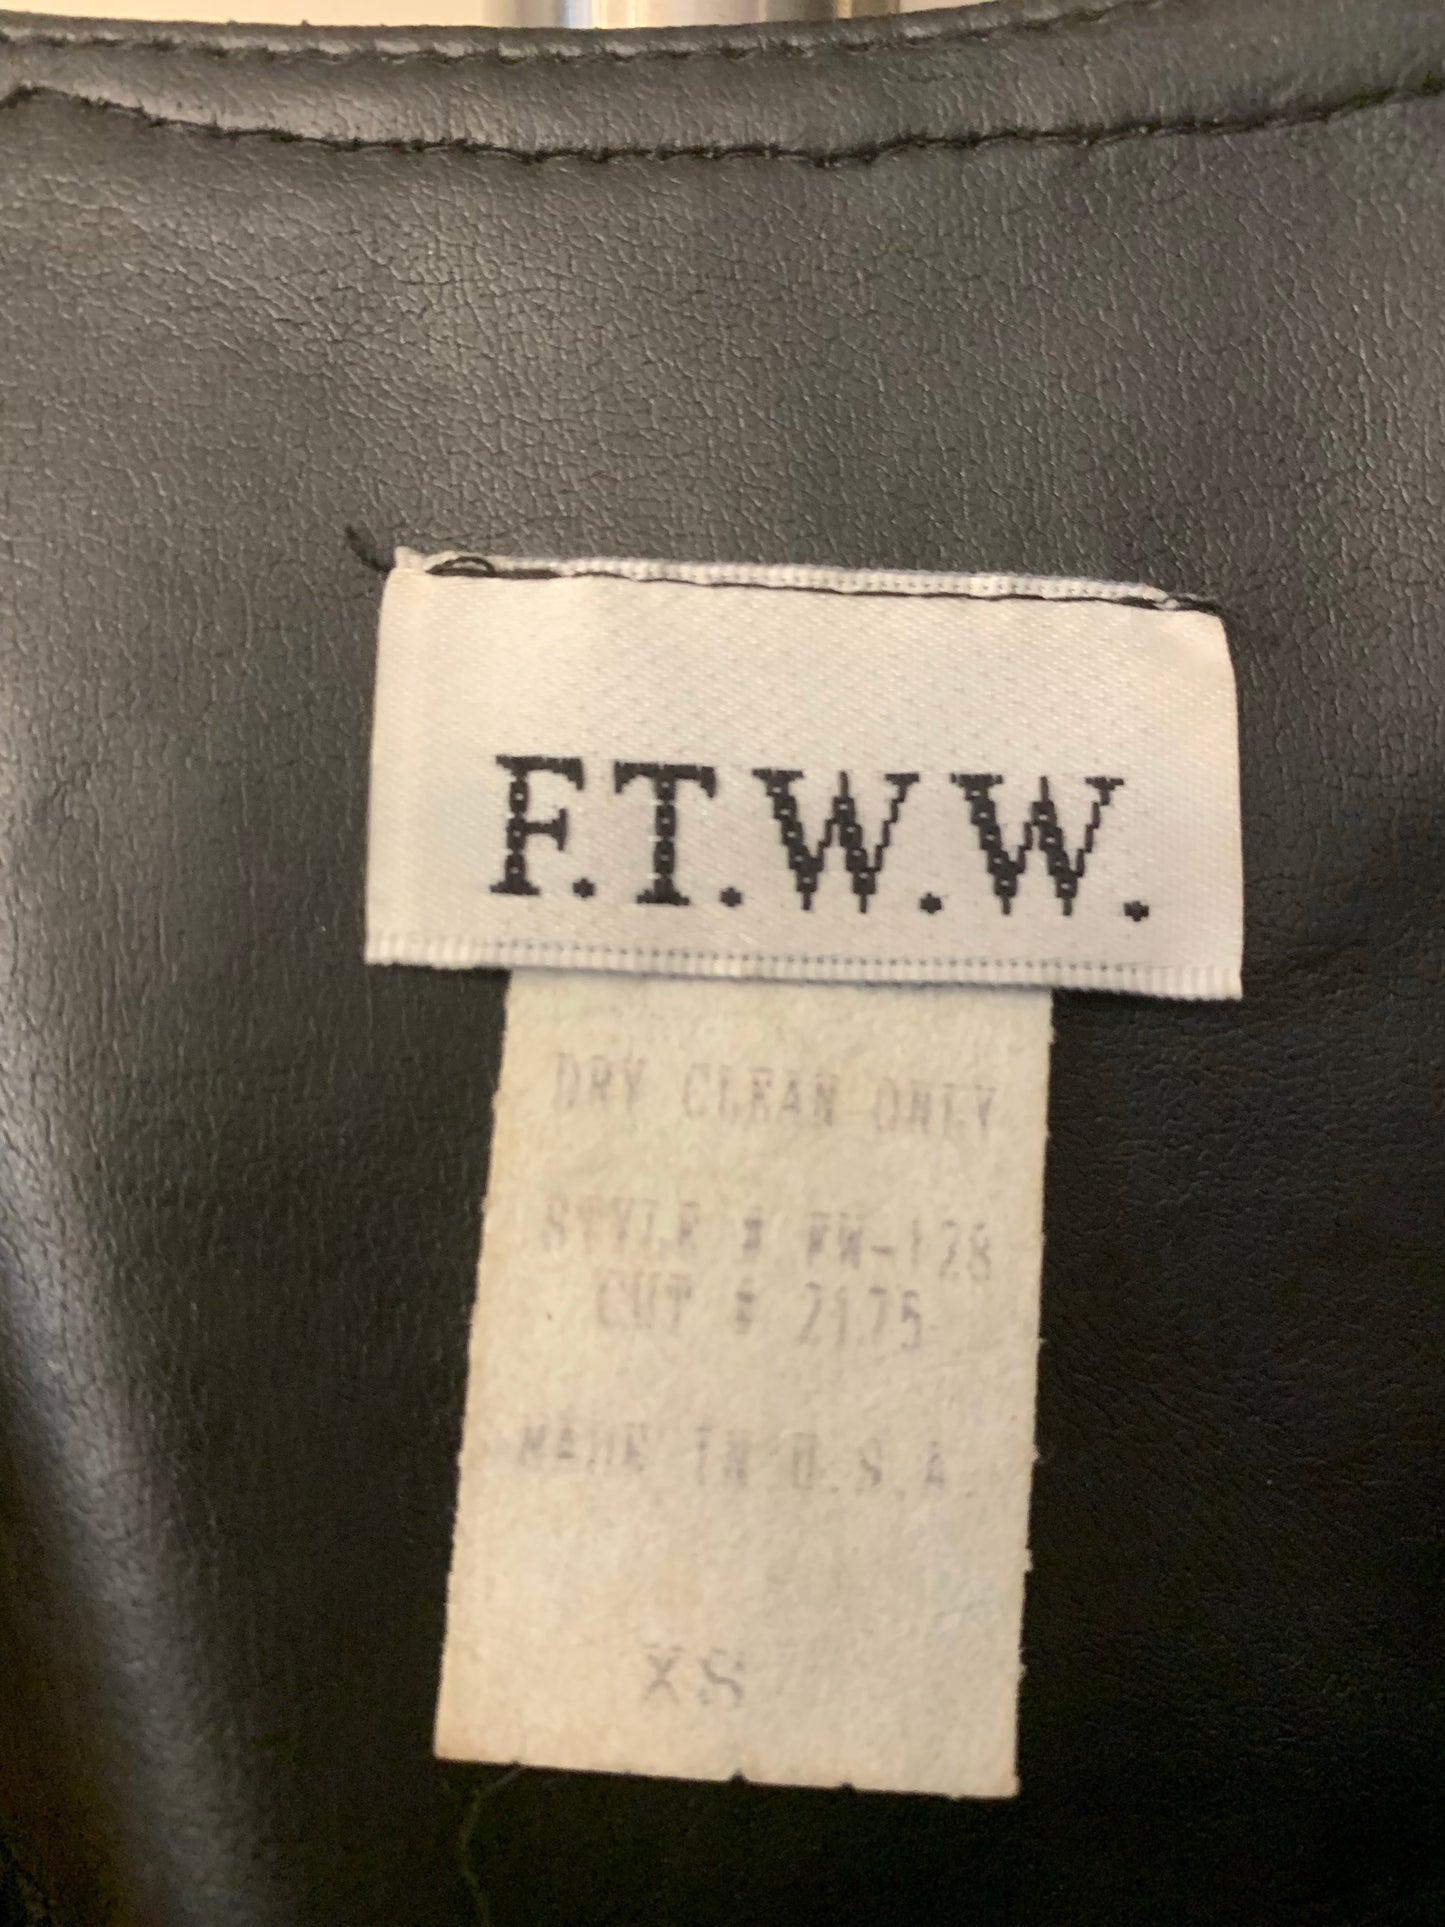 F.T.W.W.
DRY CLEAN ONLY
STYLE # FW-128
CUT # 2175
MADE IN U.S.A.
XS